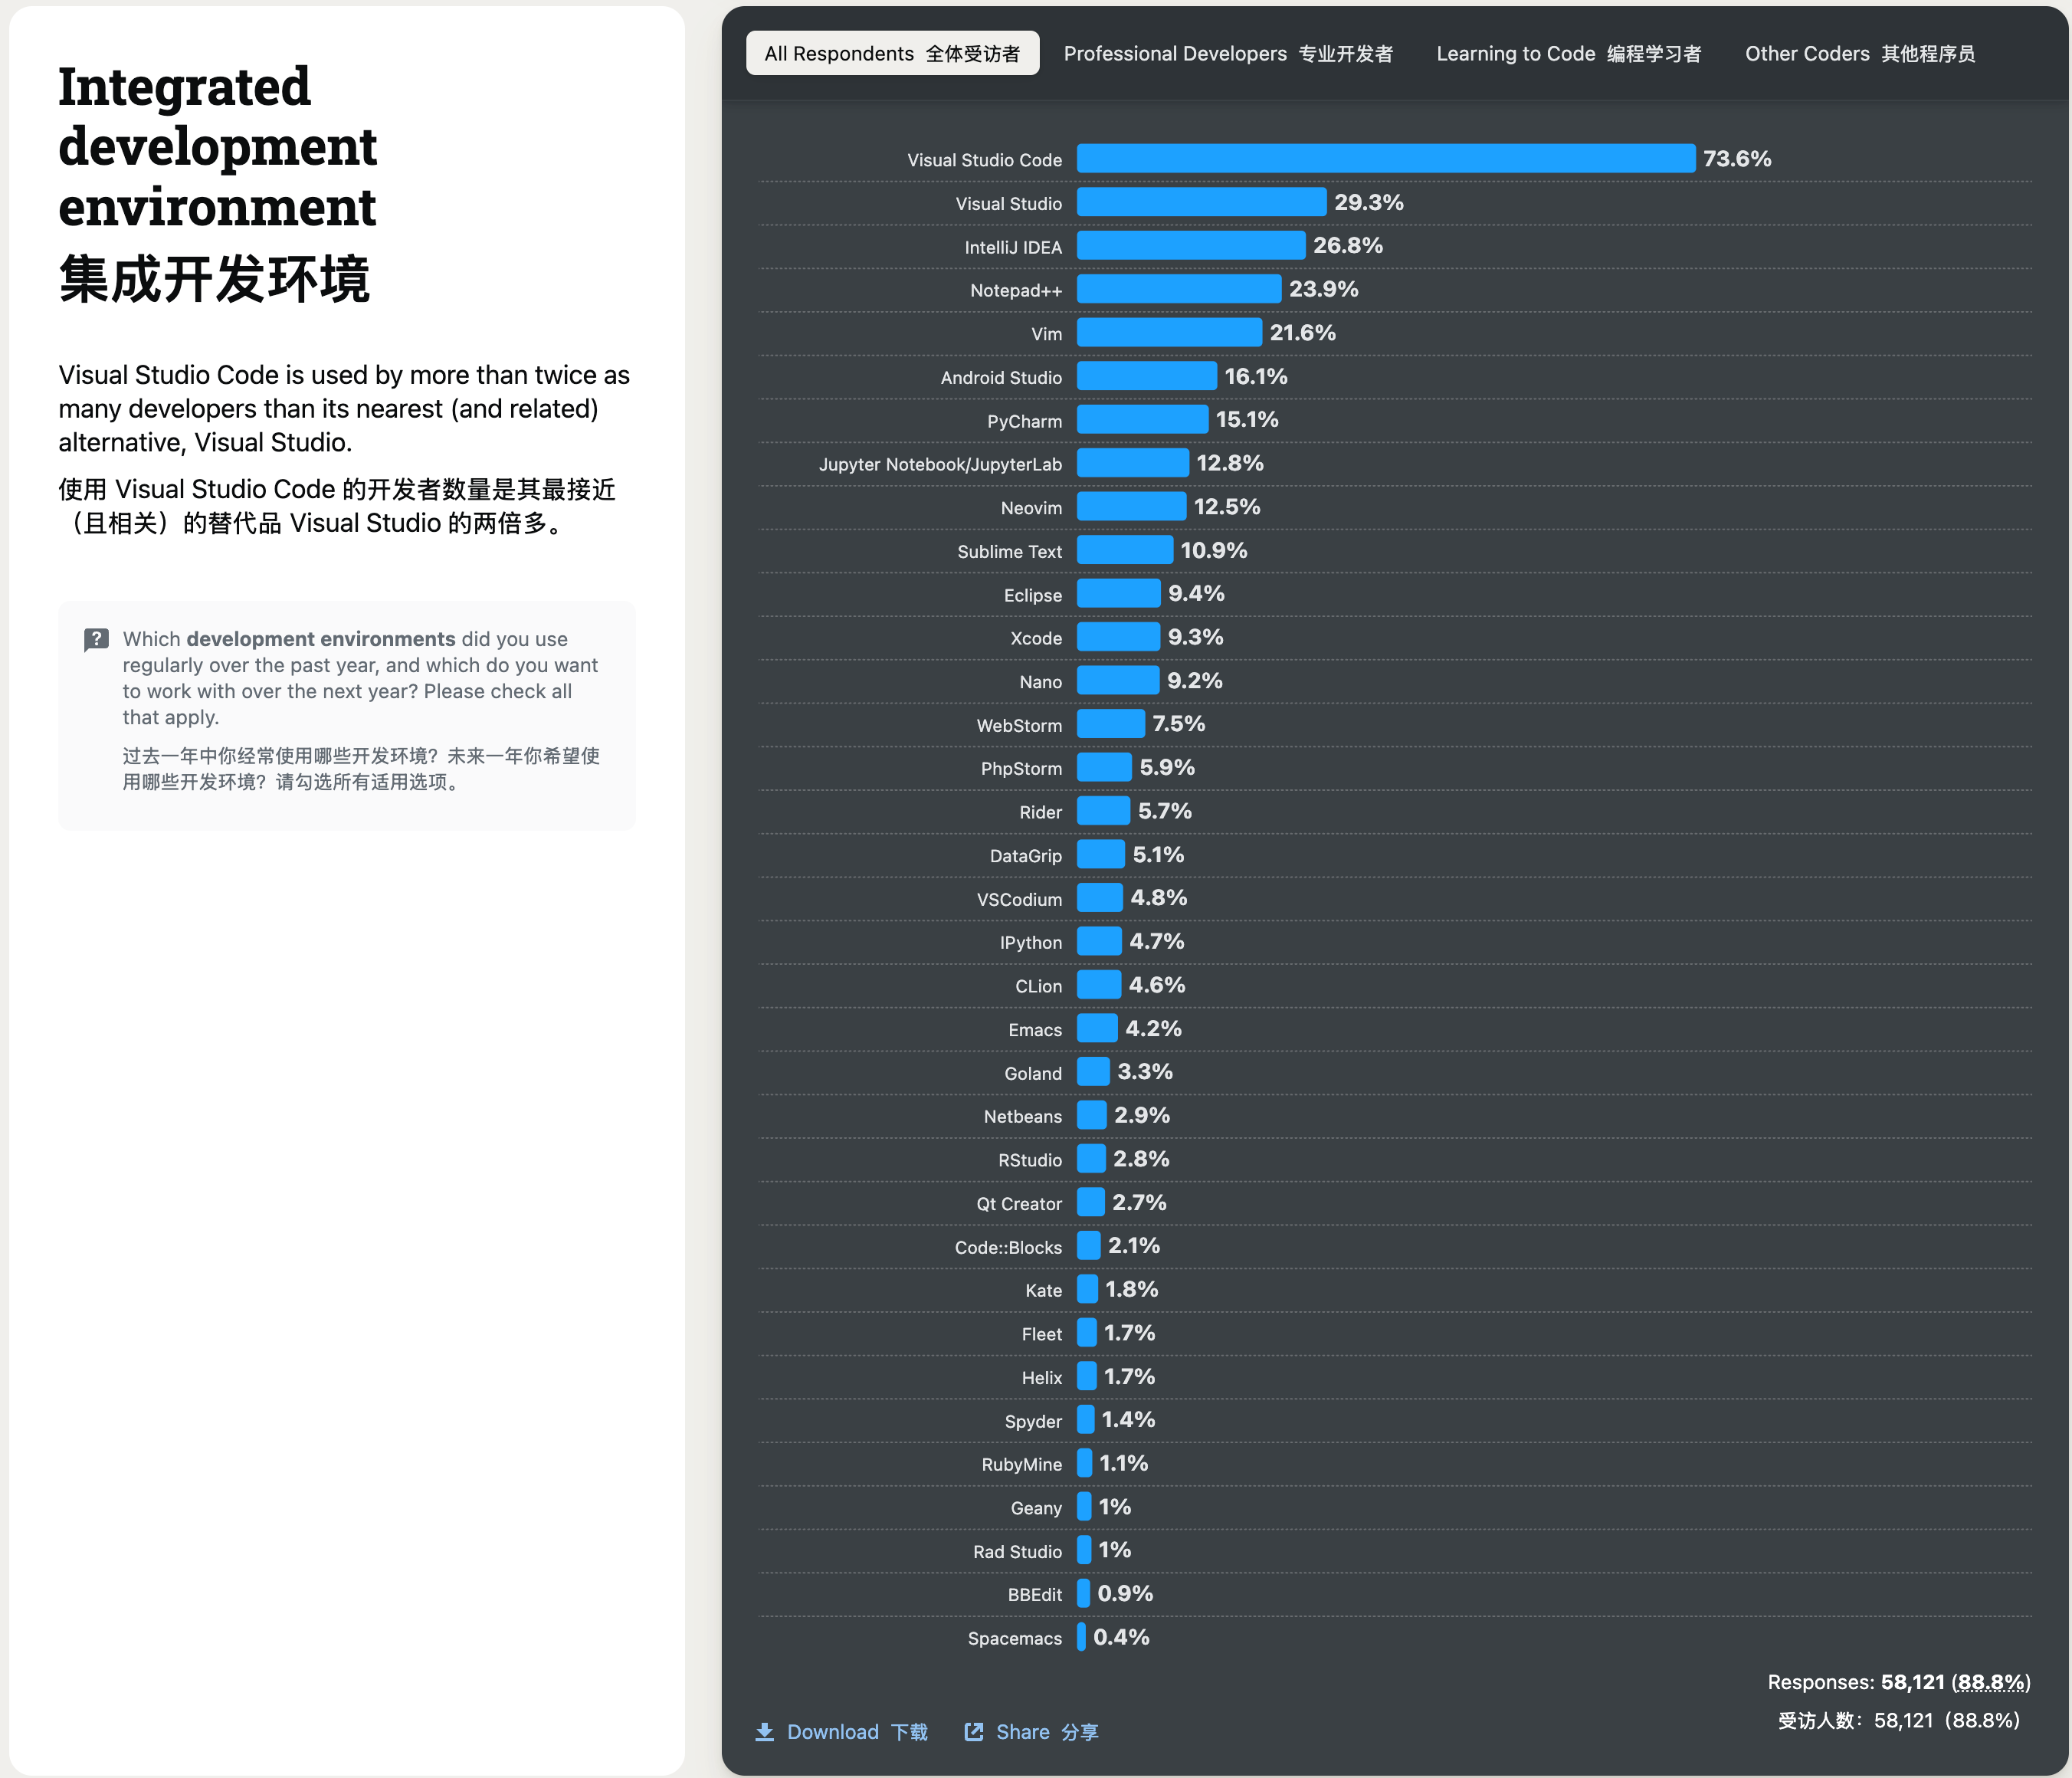 Integrated
development
environment
集成开发环境
Visual Studio Code is used by more than twice as
many developers than its nearest (and related)
alternative, Visual Studio.
使用 Visual Studio Code 的开发者数量是其最接近
（且相关）的替代品 Visual Studio 的两倍多。
Which development environments did you use
regularly over the past year, and which do you want
to work with over the next year? Please check all
that apply.
过去一年中你经常使用哪些开发环境？未来一年你希望使
用哪些开发环境？请勾选所有适用选项。
All Respondents 全体受访者 Professional Developers 专业开发者 Learning to Code 编程学习者 Other Coders 其他程序员
Visual Studio Code 73.6%
Visual Studio 29.3%
IntelliJ IDEA 26.8%
Notepad++ 23.9%
Vim 21.6%
Android Studio 16.1%
PyCharm 15.1%
Jupyter Notebook/JupyterLab 12.8%
Neovim 12.5%
Sublime Text 10.9%
Eclipse 9.4%
Xcode 9.3%
Nano 9.2%
WebStorm 7.5%
PhpStorm 5.9%
Rider 5.7%
DataGrip 5.1%
VSCodium 4.8%
IPython 4.7%
CLion 4.6%
Emacs 4.2%
Goland 3.3%
Netbeans 2.9%
RStudio 2.8%
Qt Creator 2.7%
Code::Blocks 2.1%
Kate 1.8%
Fleet 1.7%
Helix 1.7%
Spyder 1.4%
RubyMine 1.1%
Geany 1%
Rad Studio 1%
BBEdit 0.9%
Spacemacs 0.4%
Responses: 58,121 (88.8%)
受访人数：58,121（88.8%）
Download 下载 Share 分享